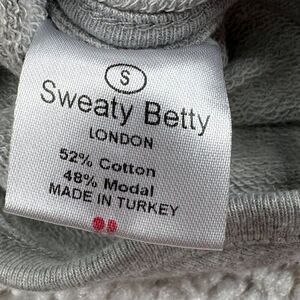 S
Sweaty Betty
LONDON
52% Cotton
48% Modal
MADE IN TURKEY